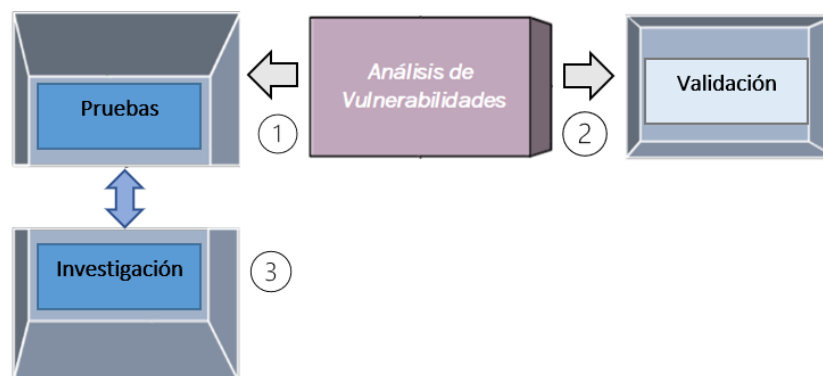 Pruebas
Análisis de
Vulnerabilidades
Validación
1
2
Investigación
3